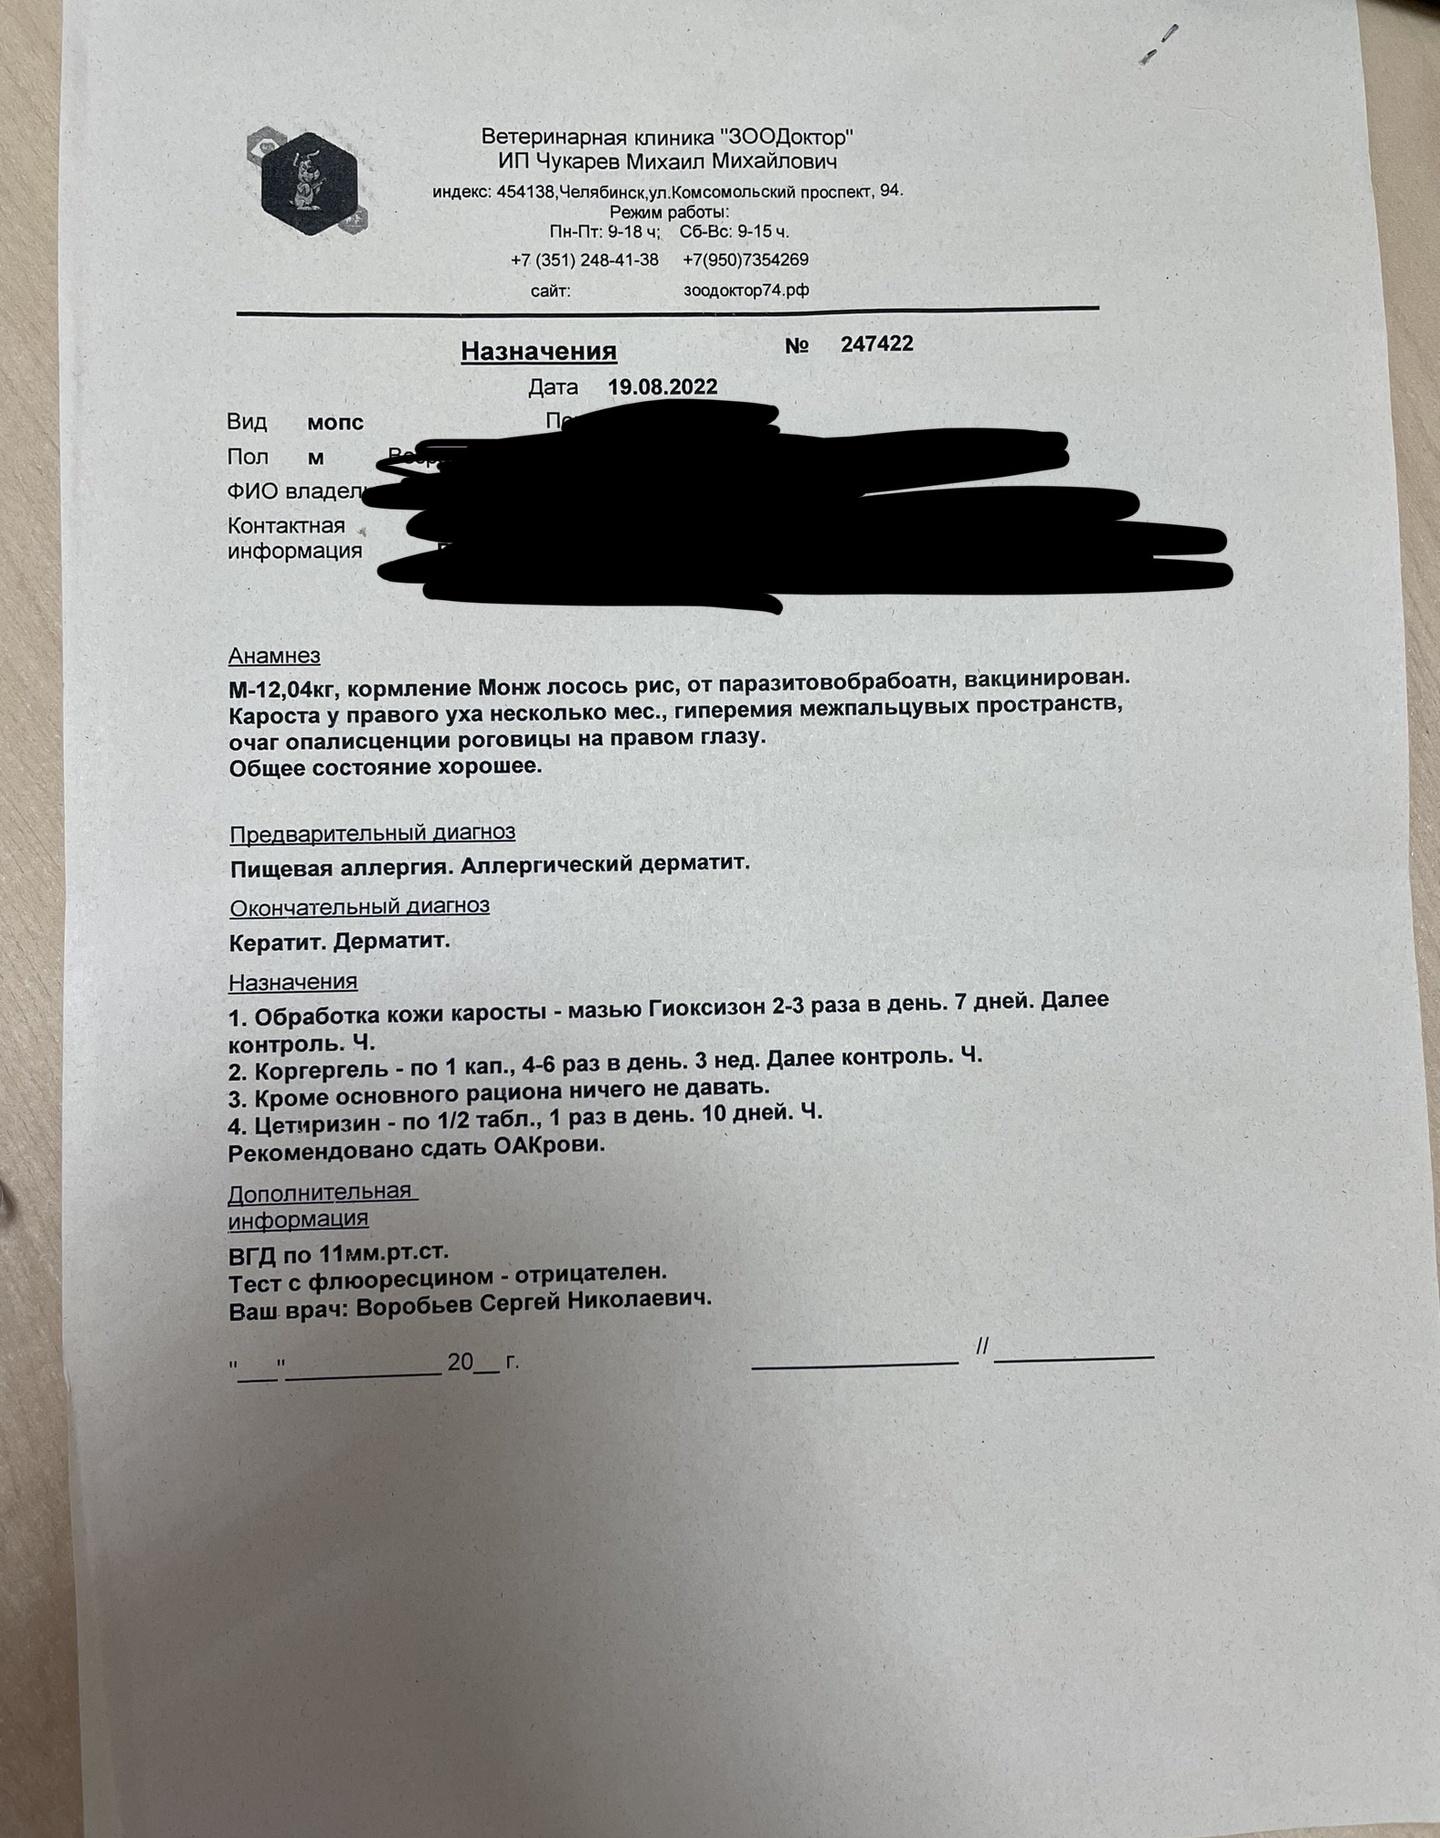 Ветеринарная клиника "ЗООДоктор"
ИП Чукарев Михаил Михайлович
индекс: 454138,Челябинск,ул.Комсомольский проспект, 94.
Режим работы:
Пн-Пт: 9-18 ч; Сб-Вс: 9-15 ч.
+7 (351) 248-41-38 +7(950)7354269
сайт: зоодоктор74.рф
Назначения № 247422
Дата 19.08.2022
Вид мопс
Пол м
ФИО
Контактная
информация
Анамнез
М-12,04кг, кормление Монж лосось рис, от паразитовобрабоатн, вакцинирован.
Кароста у правого уха несколько мес., гиперемия межпальцувых пространств,
очаг опалисценции роговицы на правом глазу.
Общее состояние хорошее.
Предварительный диагноз
Пищевая аллергия. Аллергический дерматит.
Окончательный диагноз
Кератит. Дерматит.
Назначения
1. Обработка кожи каросты - мазью Гиоксизон 2-3 раза в день. 7 дней. Далее
контроль. Ч.
2. Коргергель - по 1 кап., 4-6 раз в день. 3 нед. Далее контроль. Ч.
3. Кроме основного рациона ничего не давать.
4. Цетиризин - по 1/2 табл., 1 раз в день. 10 дней. Ч.
Рекомендовано сдать ОАКрови.
Дополнительная
информация
ВГД по 11мм.рт.ст.
Тест с флюоресцином - отрицателен.
Ваш врач: Воробьев Сергей Николаевич.
"___"____________ 20__ г. ________________ // ____________